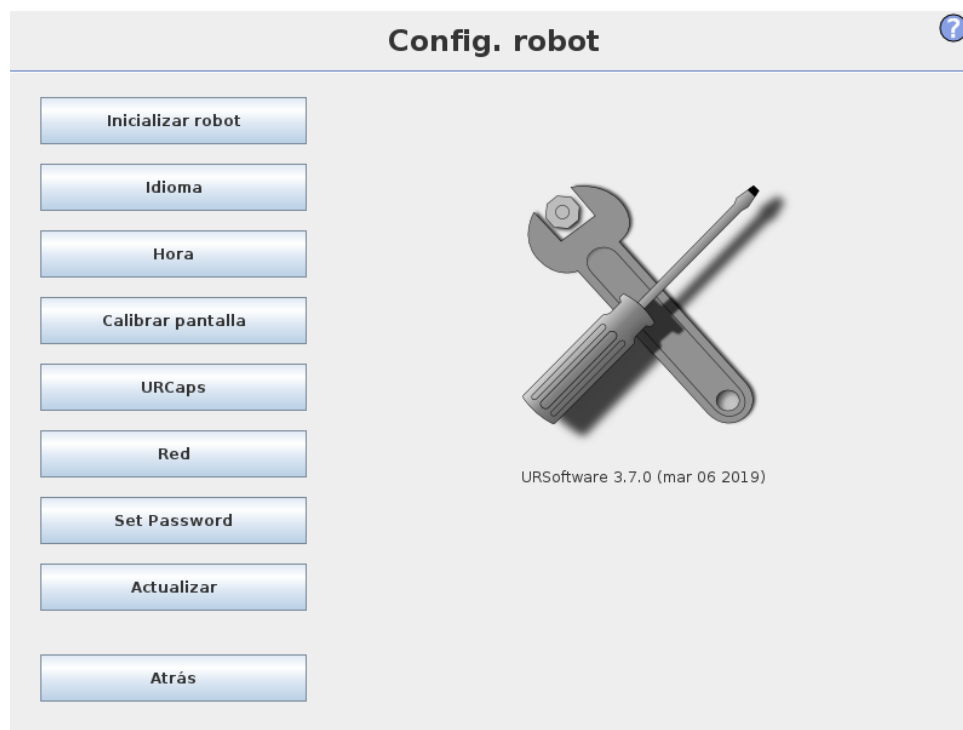 Config. robot
?
Inicializar robot
Idioma
Hora
Calibrar pantalla
URCaps
Red
Set Password
Actualizar
Atrás
URSoftware 3.7.0 (mar 06 2019)